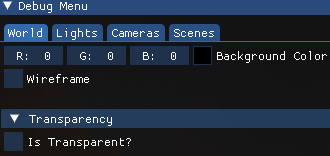 Debug Menu
World Lights Cameras Scenes
R: 0 G: 0 B: 0 Background Color
Wireframe
Transparency
Is Transparent?